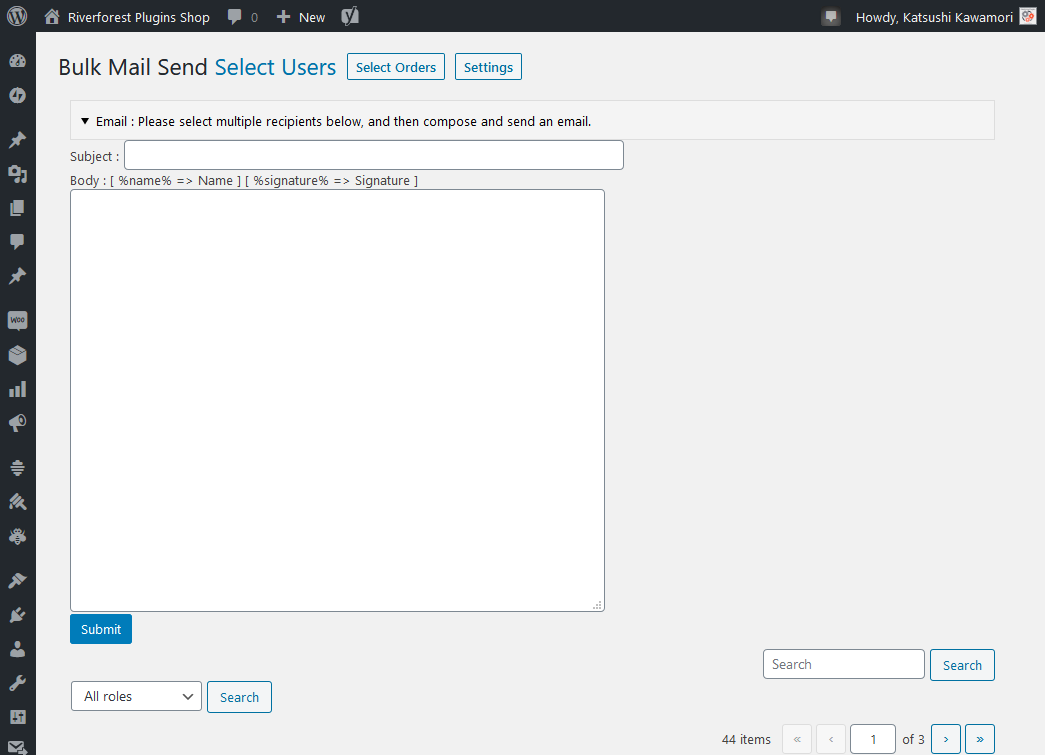 Riverforest Plugins Shop 0 New Howdy, Katsushi Kawamori
Bulk Mail Send Select Users Select Orders Settings
Email : Please select multiple recipients below, and then compose and send an email.
Subject :
Body : [ %name% => Name ] [ %signature% => Signature ]
Woo
Submit
Search Search
All roles Search
44 items « ‹ 1 of 3 › »